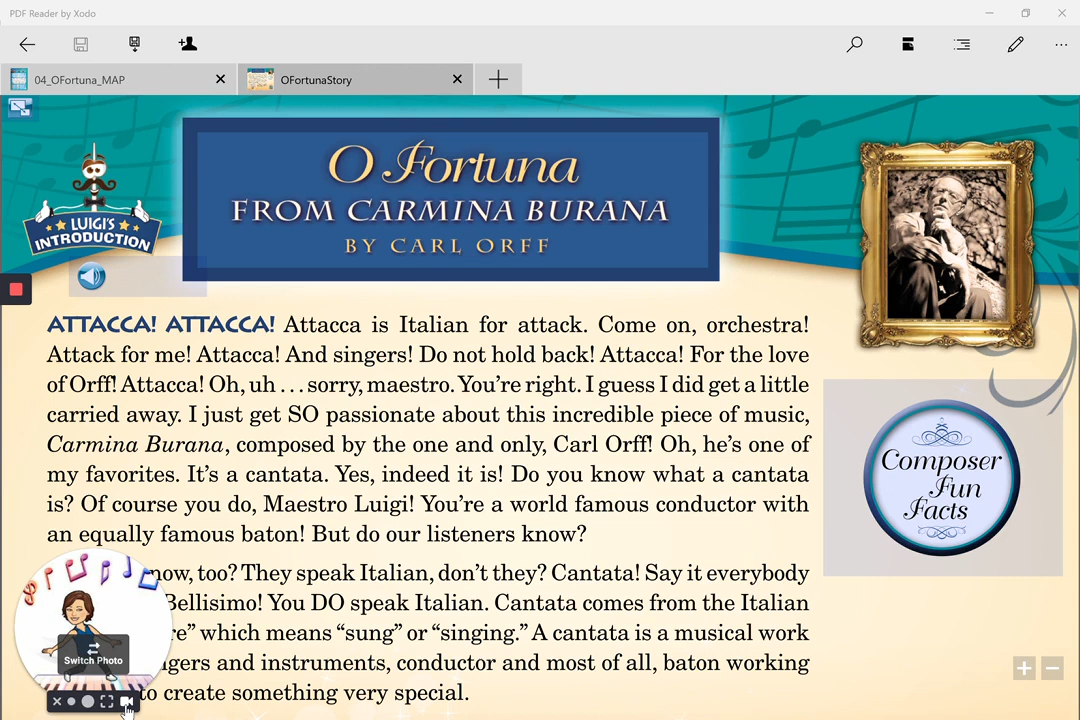 PDF Reader by Xodo
04_OFortuna_MAP
OFortunaStory
O Fortuna
FROM CARMINA BURANA
BY CARL ORFF
LUIGI'S
INTRODUCTION
ATTACCA! ATTACCA! Attacca is Italian for attack. Come on, orchestra!
Attack for me! Attacca! And singers! Do not hold back! Attacca! For the love
of Orff! Attacca! Oh, uh . . . sorry, maestro. You’re right. I guess I did get a little
carried away. I just get SO passionate about this incredible piece of music,
Carmina Burana, composed by the one and only, Carl Orff! Oh, he’s one of
my favorites. It’s a cantata. Yes, indeed it is! Do you know what a cantata
is? Of course you do, Maestro Luigi! You’re a world famous conductor with
an equally famous baton! But do our listeners know?
now, too? They speak Italian, don’t they? Cantata! Say it everybody
Bellisimo! You DO speak Italian. Cantata comes from the Italian
re” which means “sung” or “singing.” A cantata is a musical work
ngers and instruments, conductor and most of all, baton working
to create something very special.
Composer
Fun
Facts
Switch Photo